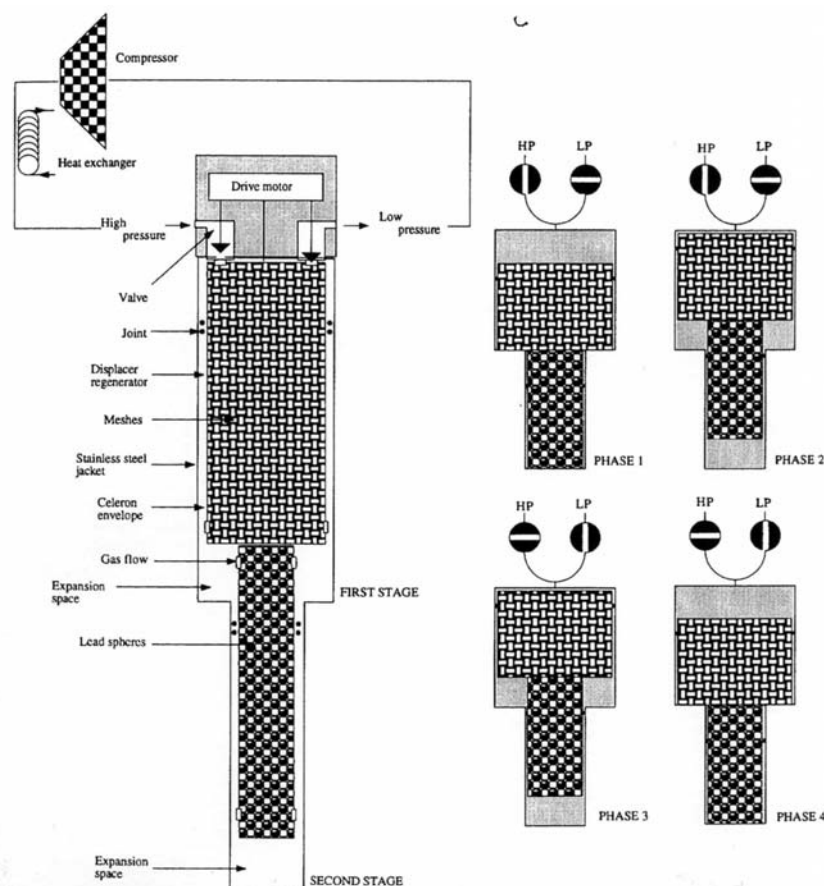 Compressor
Heat exchanger
Drive motor
High
pressure
Low
pressure
Valve
Joint
Displacer
regenerator
Meshes
Stainless steel
jacket
Celeron
envelope
Gas flow
Expansion
space
FIRST STAGE
Lead spheres
Expansion
space
SECOND STAGE
HP LP
PHASE 1
HP LP
PHASE 2
HP LP
PHASE 3
HP LP
PHASE 4